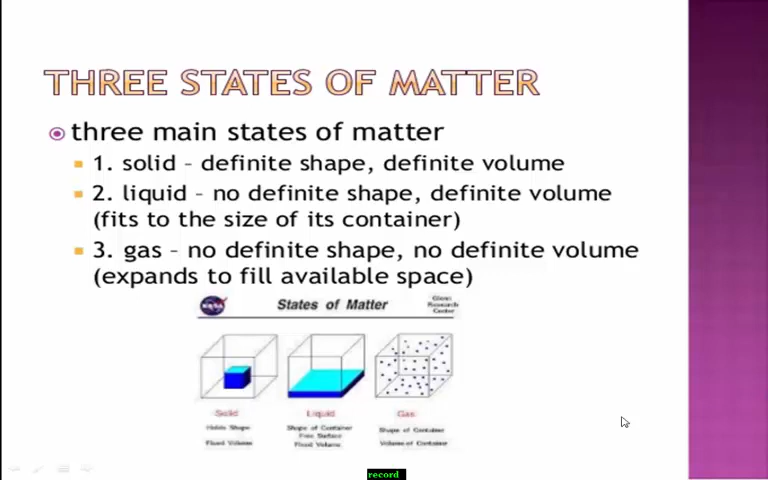 THREE STATES OF MATTER
three main states of matter
1. solid – definite shape, definite volume
2. liquid – no definite shape, definite volume
(fits to the size of its container)
3. gas – no definite shape, no definite volume
(expands to fill available space)
NASA
States of Matter
Glenn
Research
Center
Solid Liquid Gas
Holds Shape
Fixed Volume
Shape of Container
Free Surface
Fixed Volume
Shape of Container
Volume of Container
record